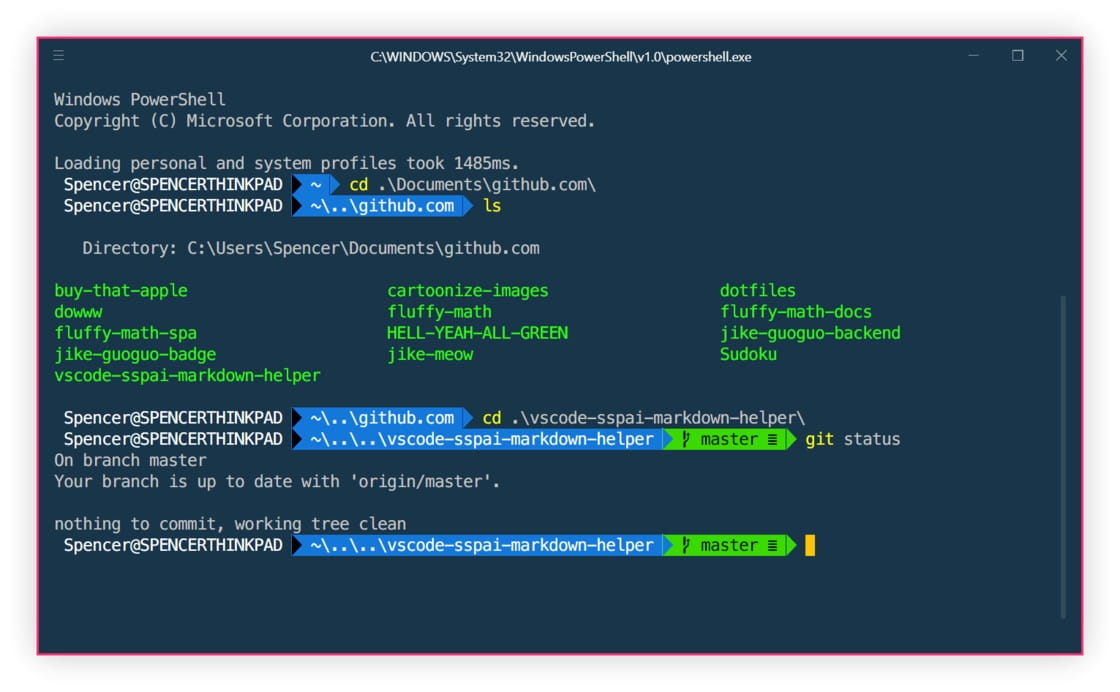 C:\WINDOWS\System32\WindowsPowerShell\v1.0\powershell.exe
Windows PowerShell
Copyright (C) Microsoft Corporation. All rights reserved.
Loading personal and system profiles took 1485ms.
Spencer@SPENCERTHINKPAD ~ cd .\Documents\github.com\
Spencer@SPENCERTHINKPAD ~\..\github.com ls
Directory: C:\Users\Spencer\Documents\github.com
buy-that-apple cartoonize-images dotfiles
dowww fluffy-math fluffy-math-docs
fluffy-math-spa HELL-YEAH-ALL-GREEN jike-guoguo-backend
jike-guoguo-badge jike-meow Sudoku
vscode-sspai-markdown-helper
Spencer@SPENCERTHINKPAD ~\..\github.com cd .\vscode-sspai-markdown-helper\
Spencer@SPENCERTHINKPAD ~\..\..\vscode-sspai-markdown-helper master ≡ git status
On branch master
Your branch is up to date with 'origin/master'.
nothing to commit, working tree clean
Spencer@SPENCERTHINKPAD ~\..\..\vscode-sspai-markdown-helper master ≡